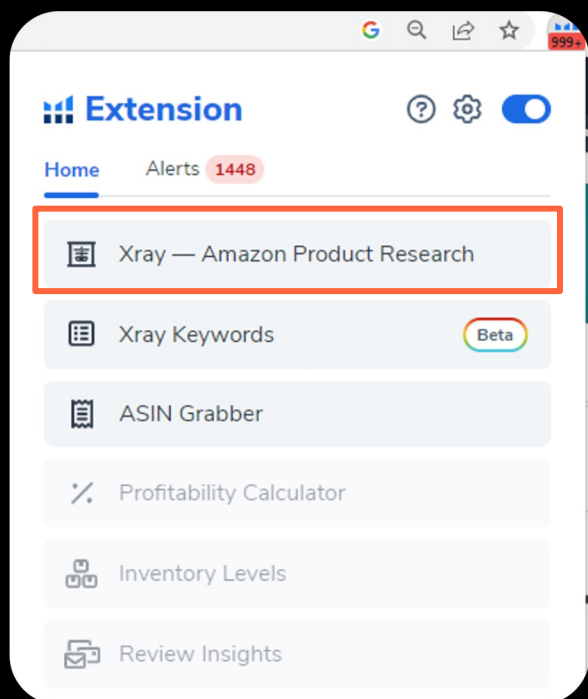 999+
Extension
Home Alerts 1448
Xray — Amazon Product Research
Xray Keywords Beta
ASIN Grabber
Profitability Calculator
Inventory Levels
Review Insights